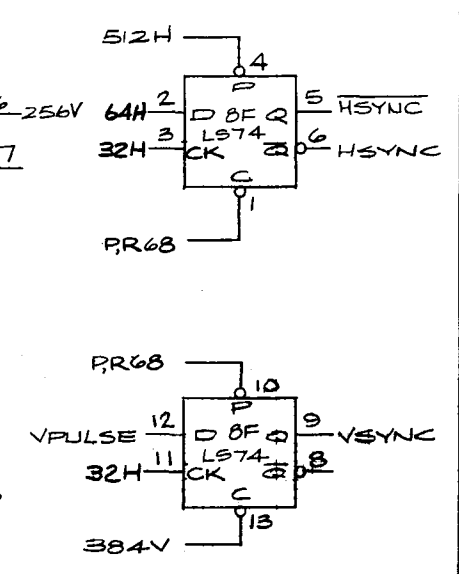 512H
4
P
64H 2 D 8F Q 5 HSYNC
256V
3 LS74 6
32H CK Q HSYNC
7
C
1
P,R68
P,R68
10
P
VPULSE 12 D 8F Q 9 VSYNC
LS74
32H 11 CK Q 8
C
13
384V